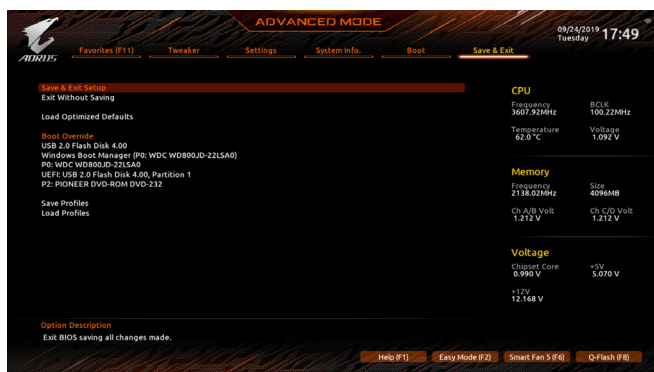 ADVANCED MODE
09/24/2019 Tuesday 17:49
AORUS
Favorites (F11) Tweaker Settings System Info. Boot Save & Exit
Save & Exit Setup
Exit Without Saving
Load Optimized Defaults
Boot Override
USB 2.0 Flash Disk 4.00
Windows Boot Manager (P0: WDC WD800JD-22LSA0)
P0: WDC WD800JD-22LSA0
UEFI: USB 2.0 Flash Disk 4.00, Partition 1
P2: PIONEER DVD-ROM DVD-232
Save Profiles
Load Profiles
CPU
Frequency BCLK
3607.92MHz 100.22MHz
Temperature Voltage
62.0 °C 1.092 V
Memory
Frequency Size
2138.02MHz 4096MB
Ch A/B Volt Ch C/D Volt
1.212 V 1.212 V
Voltage
Chipset Core +5V
0.990 V 5.070 V
+12V
12.168 V
Option Description
Exit BIOS saving all changes made.
Help (F1) Easy Mode (F2) Smart Fan 5 (F6) Q-Flash (F8)